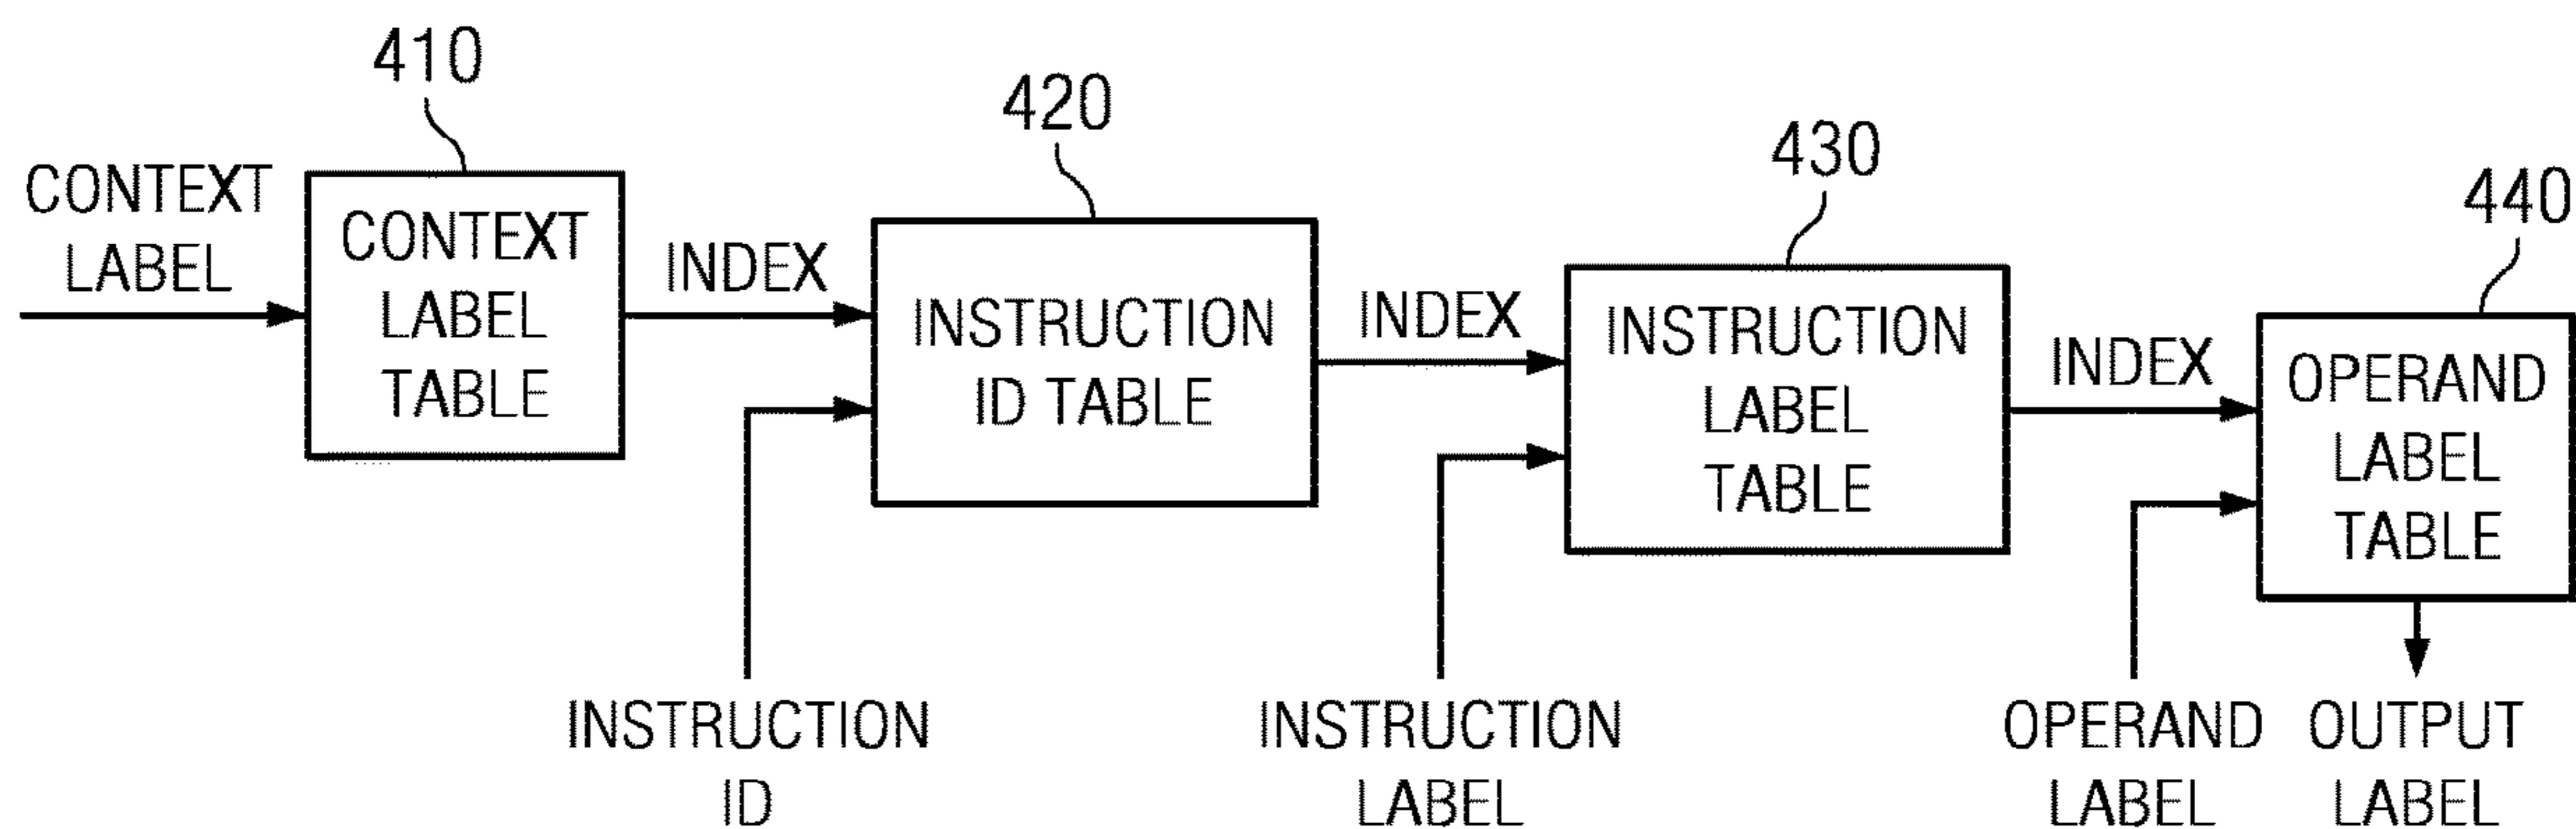 410
420
430
440
CONTEXT
LABEL
CONTEXT
LABEL
TABLE
INDEX
INSTRUCTION
ID TABLE
INDEX
INSTRUCTION
LABEL
TABLE
INDEX
OPERAND
LABEL
TABLE
INSTRUCTION
ID
INSTRUCTION
LABEL
OPERAND
LABEL
OUTPUT
LABEL